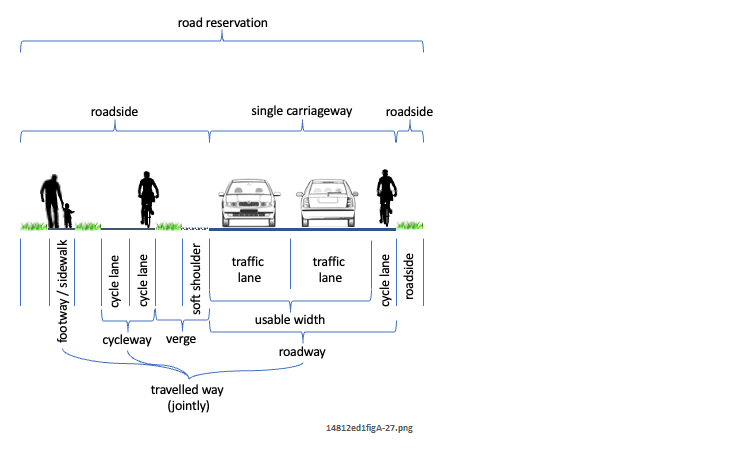 road reservation
roadside
single carriageway
roadside
footway / sidewalk
cycle lane
cycle lane
soft shoulder
traffic
lane
traffic
lane
cycle lane
roadside
usable width
cycleway
verge
roadway
travelled way
(jointly)
14812ed1figA-27.png